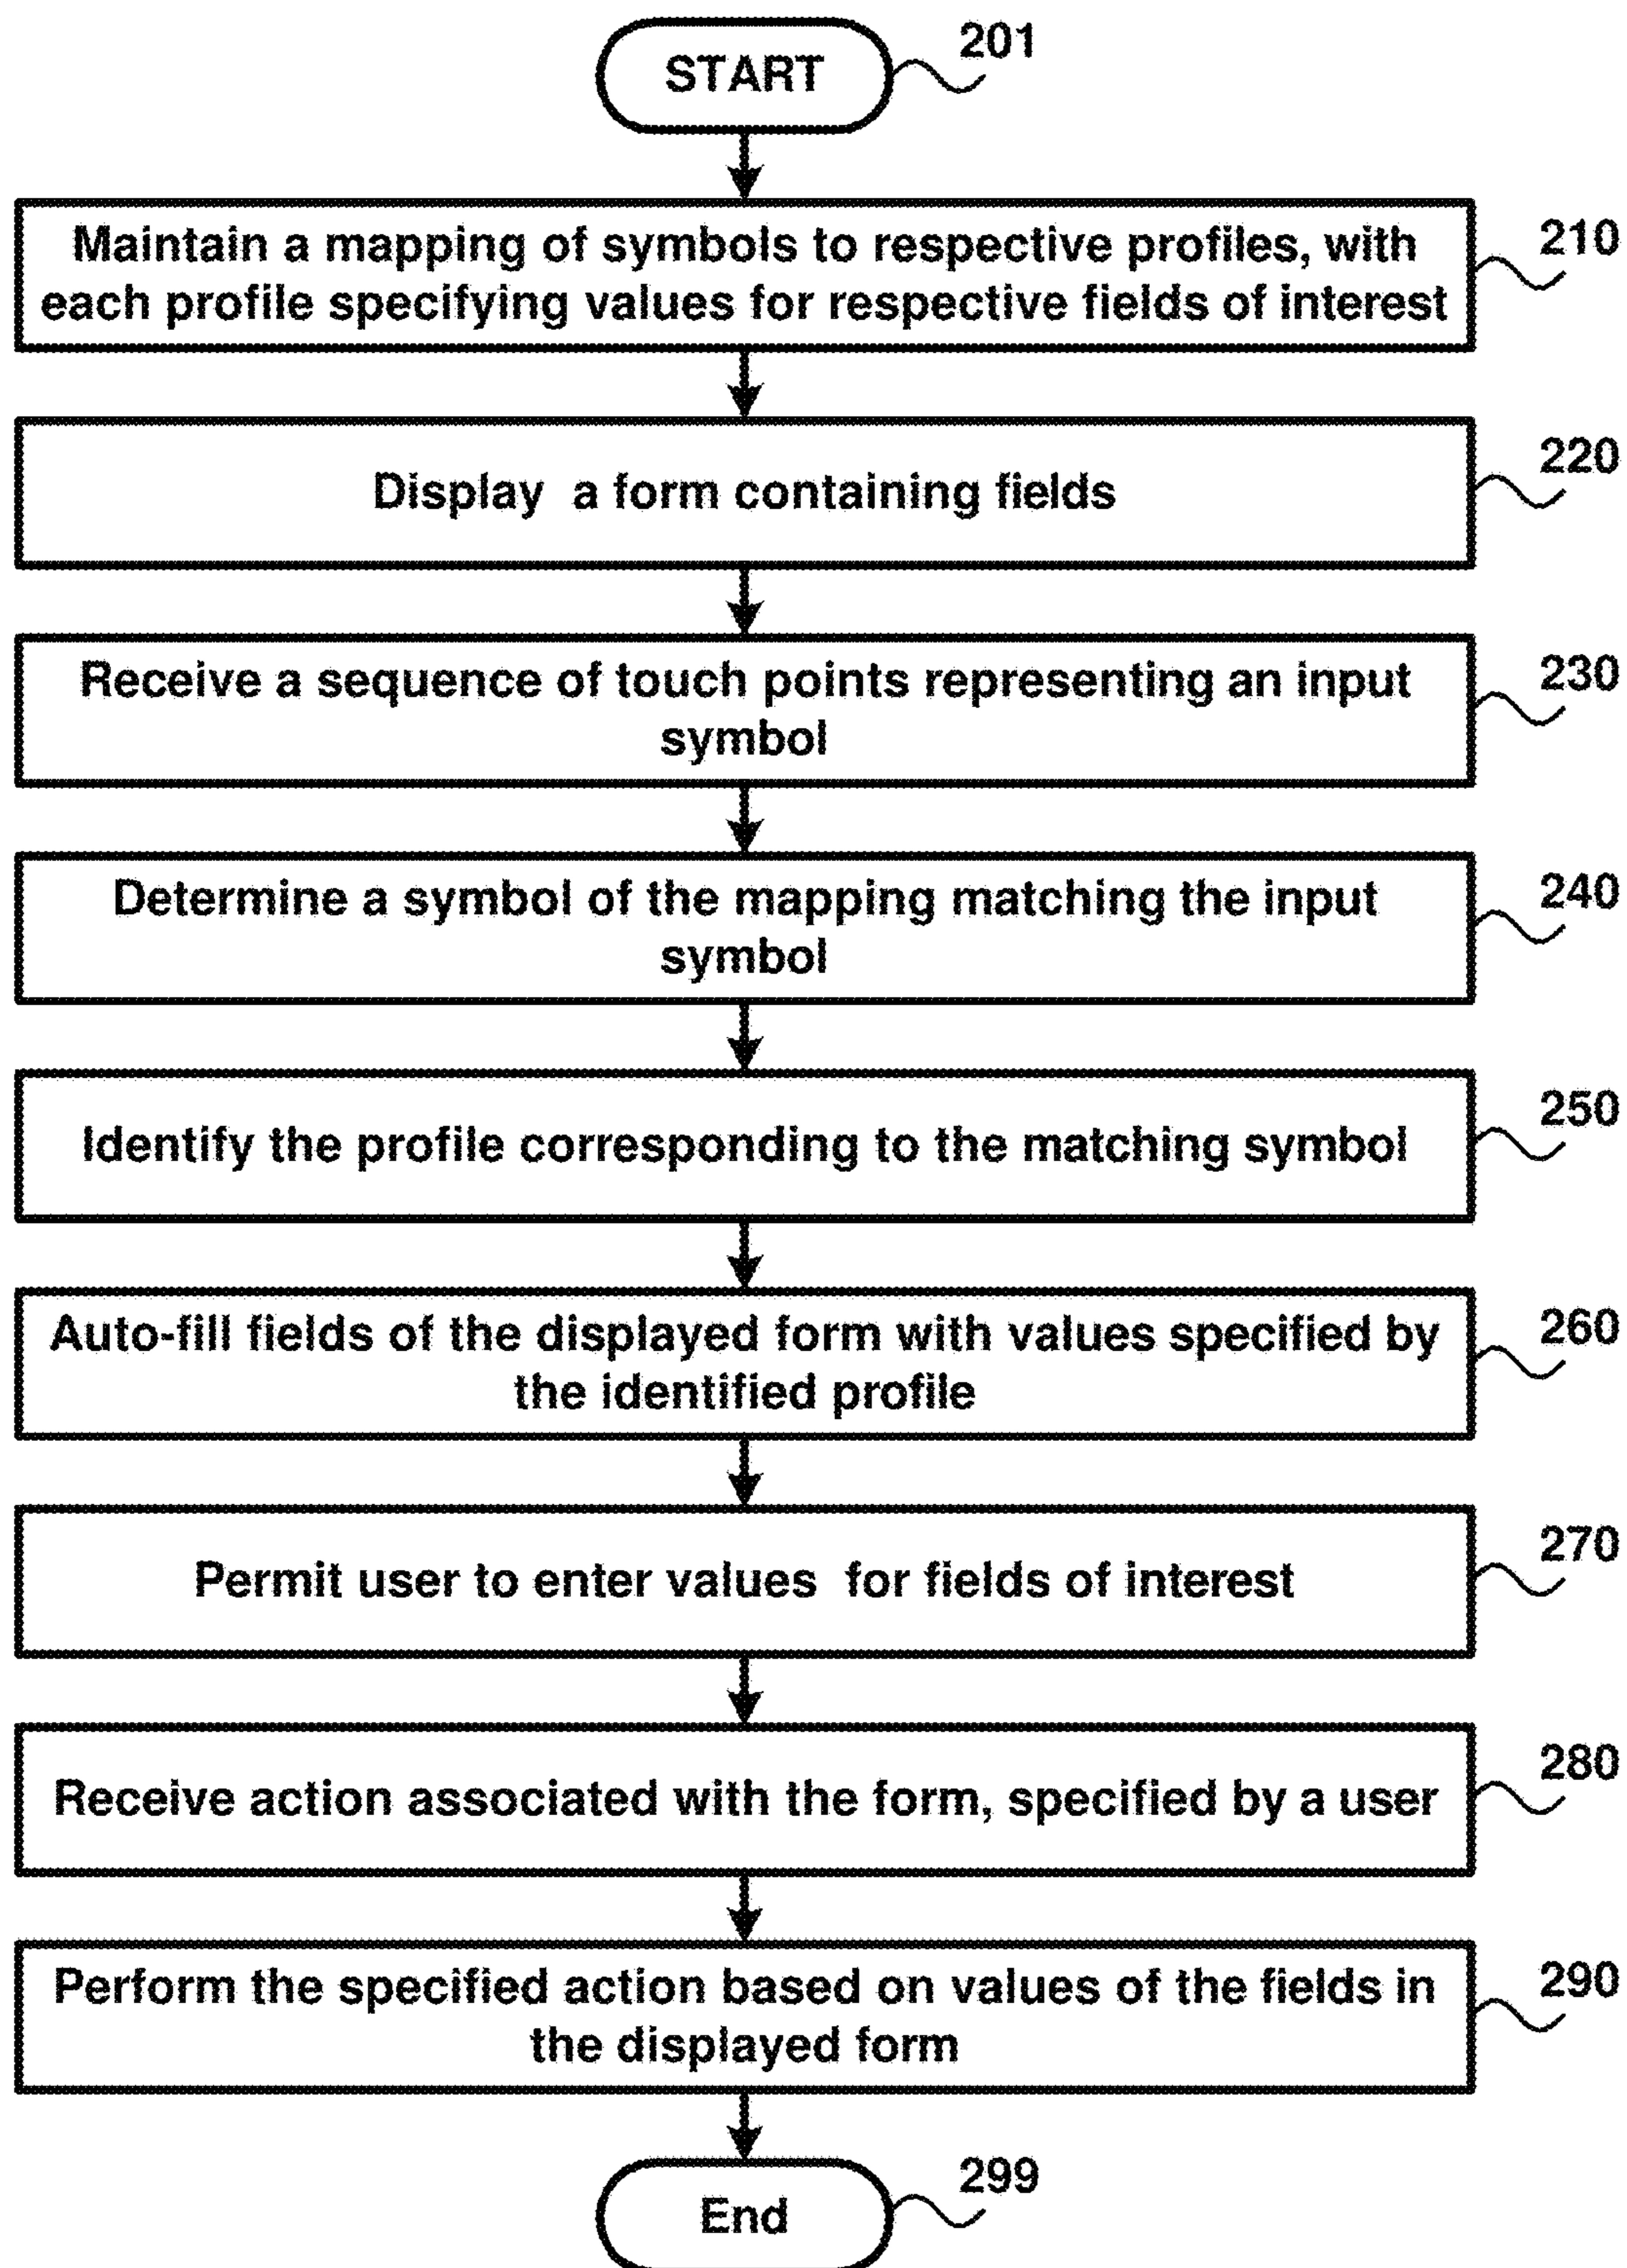 START
201
Maintain a mapping of symbols to respective profiles, with
each profile specifying values for respective fields of interest
210
Display a form containing fields
220
Receive a sequence of touch points representing an input
symbol
230
Determine a symbol of the mapping matching the input
symbol
240
Identify the profile corresponding to the matching symbol
250
Auto-fill fields of the displayed form with values specified by
the identified profile
260
Permit user to enter values for fields of interest
270
Receive action associated with the form, specified by a user
280
Perform the specified action based on values of the fields in
the displayed form
290
End
299